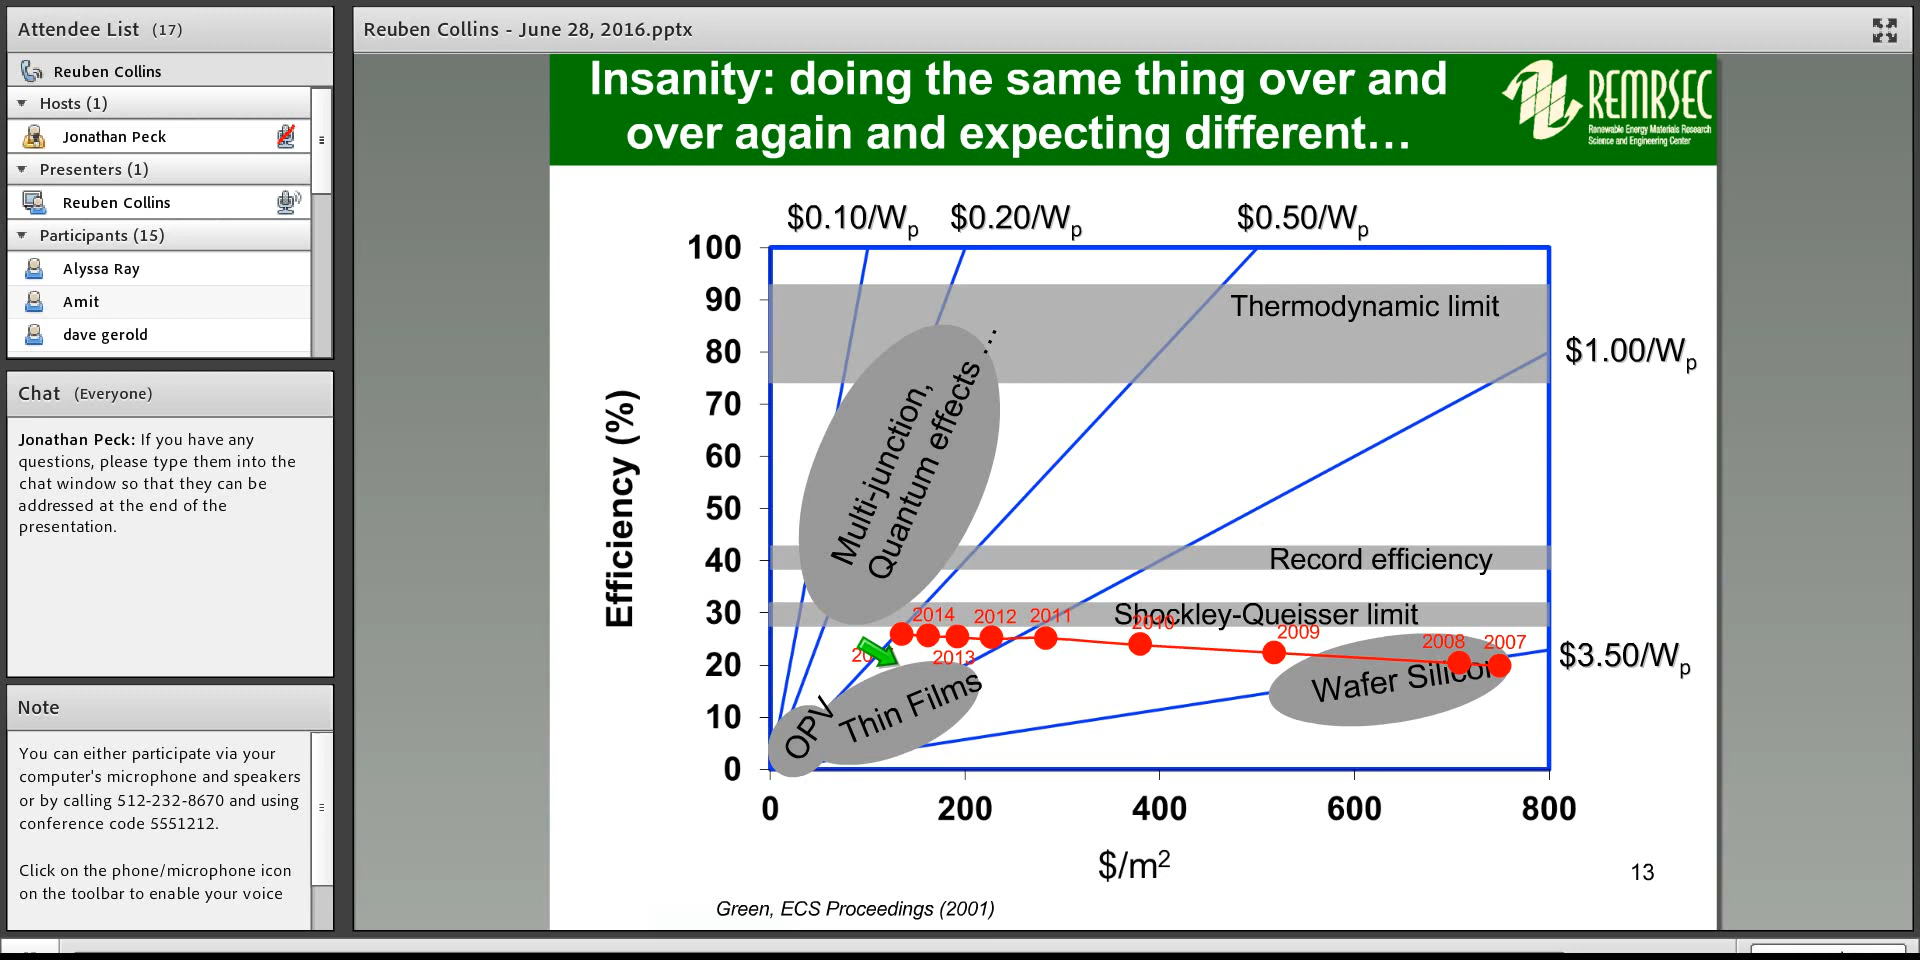 Attendee List (17)
Reuben Collins
Hosts (1)
Jonathan Peck
Presenters (1)
Reuben Collins
Participants (15)
Alyssa Ray
Amit
dave gerold
Chat (Everyone)
Jonathan Peck: If you have any
questions, please type them into the
chat window so that they can be
addressed at the end of the
presentation.
Note
You can either participate via your
computer's microphone and speakers
or by calling 512-232-8670 and using
conference code 5551212.
Click on the phone/microphone icon
on the toolbar to enable your voice
Reuben Collins - June 28, 2016.pptx
Insanity: doing the same thing over and
over again and expecting different...
REMRSEC
Renewable Energy Materials Research
Science and Engineering Center
$0.10/Wp $0.20/Wp $0.50/Wp
$1.00/Wp
$3.50/Wp
Efficiency (%)
100
90
80
70
60
50
40
30
20
10
0
Thermodynamic limit
Multi-junction,
Quantum effects ...
Record efficiency
Shockley-Queisser limit
2014 2012 2011 2010 2009 2008 2007
2013
Wafer Silicon
Thin Films
OPV
0 200 400 600 800
$/m2
13
Green, ECS Proceedings (2001)